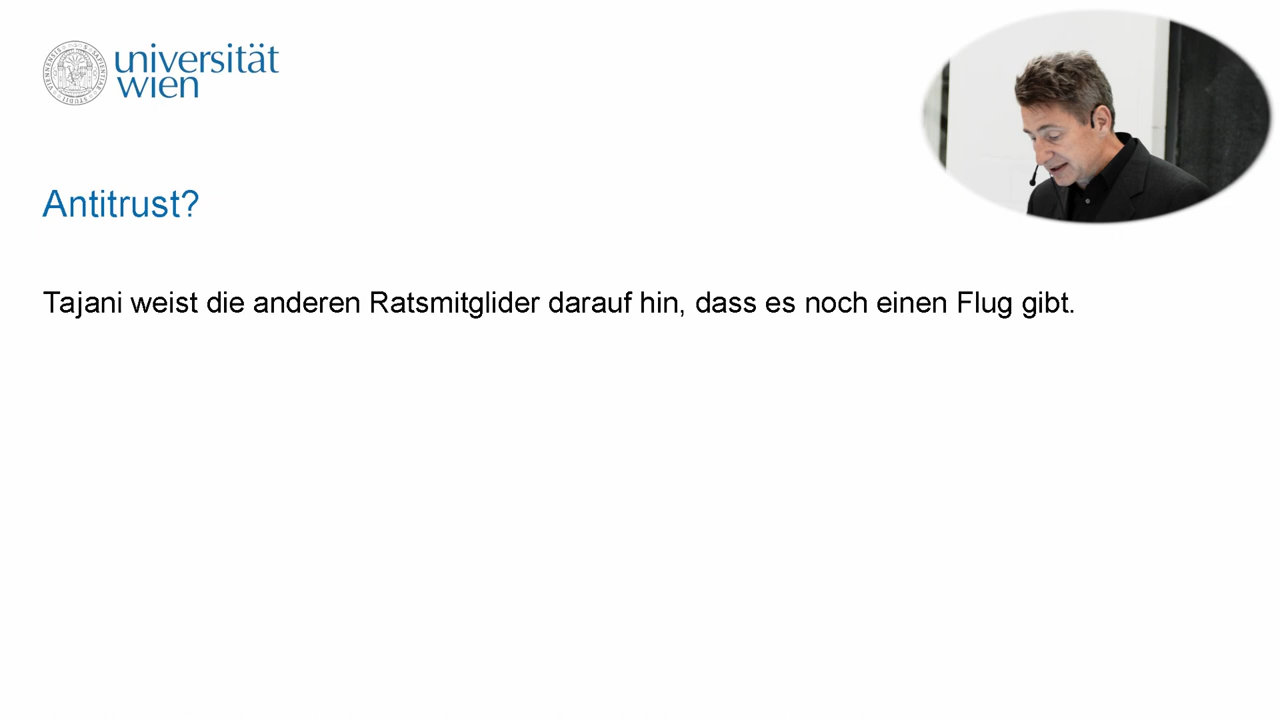 universität
wien
Antitrust?
Tajani weist die anderen Ratsmitglider darauf hin, dass es noch einen Flug gibt.